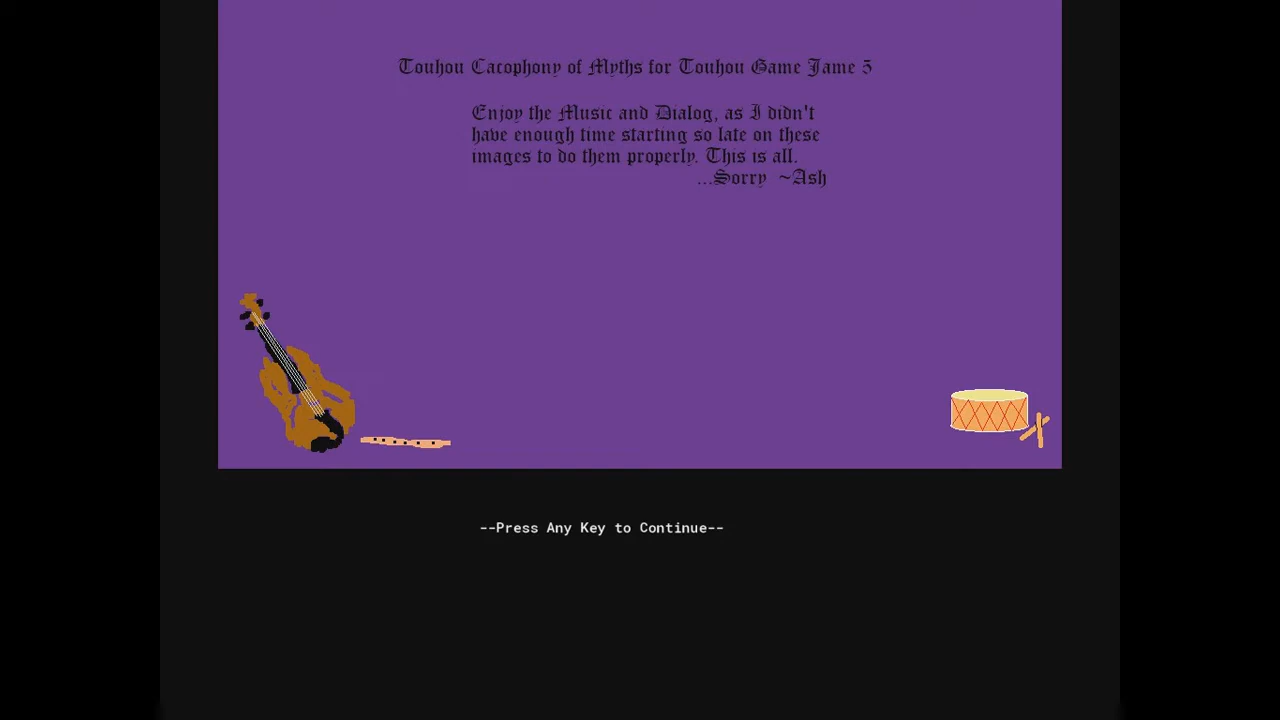 Touhou Cacophony of Myths for Touhou Game Jame 5
Enjoy the Music and Dialog, as I didn't
have enough time starting so late on these
images to do them properly. This is all.
...Sorry ~Ash
--Press Any Key to Continue--